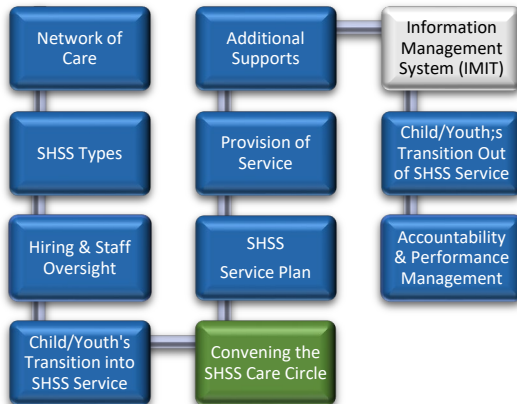 Network of
Care
SHSS Types
Hiring & Staff
Oversight
Child/Youth's
Transition into
SHSS Service
Convening the
SHSS Care Circle
SHSS
Service Plan
Provision of
Service
Additional
Supports
Information
Management
System (IMIT)
Child/Youth;s
Transition Out
of SHSS Service
Accountability
& Performance
Management